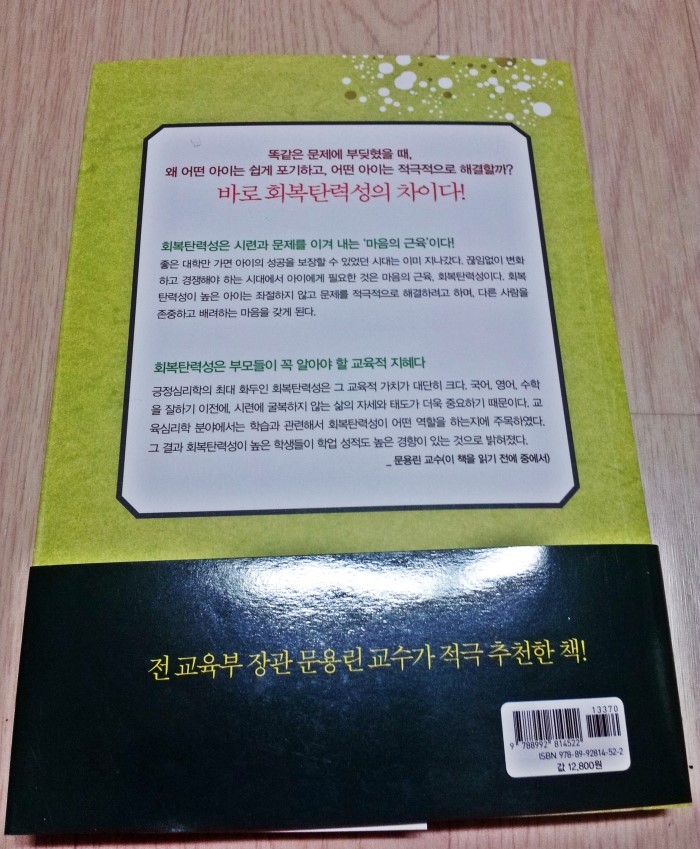 똑같은 문제에 부딪혔을 때,
왜 어떤 아이는 쉽게 포기하고, 어떤 아이는 적극적으로 해결할까?
바로 회복탄력성의 차이다!
회복탄력성은 시련과 문제를 이겨 내는 '마음의 근육'이다!
좋은 대학만 가면 아이의 성공을 보장할 수 있었던 시대는 이미 지나갔다. 끊임없이 변화
하고 경쟁해야 하는 시대에서 아이에게 필요한 것은 마음의 근육, 회복탄력성이다. 회복
탄력성이 높은 아이는 좌절하지 않고 문제를 적극적으로 해결하려고 하며, 다른 사람을
존중하고 배려하는 마음을 갖게 된다.
회복탄력성은 부모들이 꼭 알아야 할 교육적 지혜다
긍정심리학의 최대 화두인 회복탄력성은 그 교육적 가치가 대단히 크다. 국어, 영어, 수학
을 잘하기 이전에, 시련에 굴복하지 않는 삶의 자세와 태도가 더욱 중요하기 때문이다. 교
육심리학 분야에서는 학습과 관련해서 회복탄력성이 어떤 역할을 하는지에 주목하였다.
그 결과 회복탄력성이 높은 학생들이 학업 성적도 높은 경향이 있는 것으로 밝혀졌다.
_ 문용린 교수(이 책을 읽기 전에 중에서)
전 교육부 장관 문용린 교수가 적극 추천한 책!
13370
9 788992 814522
ISBN 978-89-92814-52-2
값 12,800원